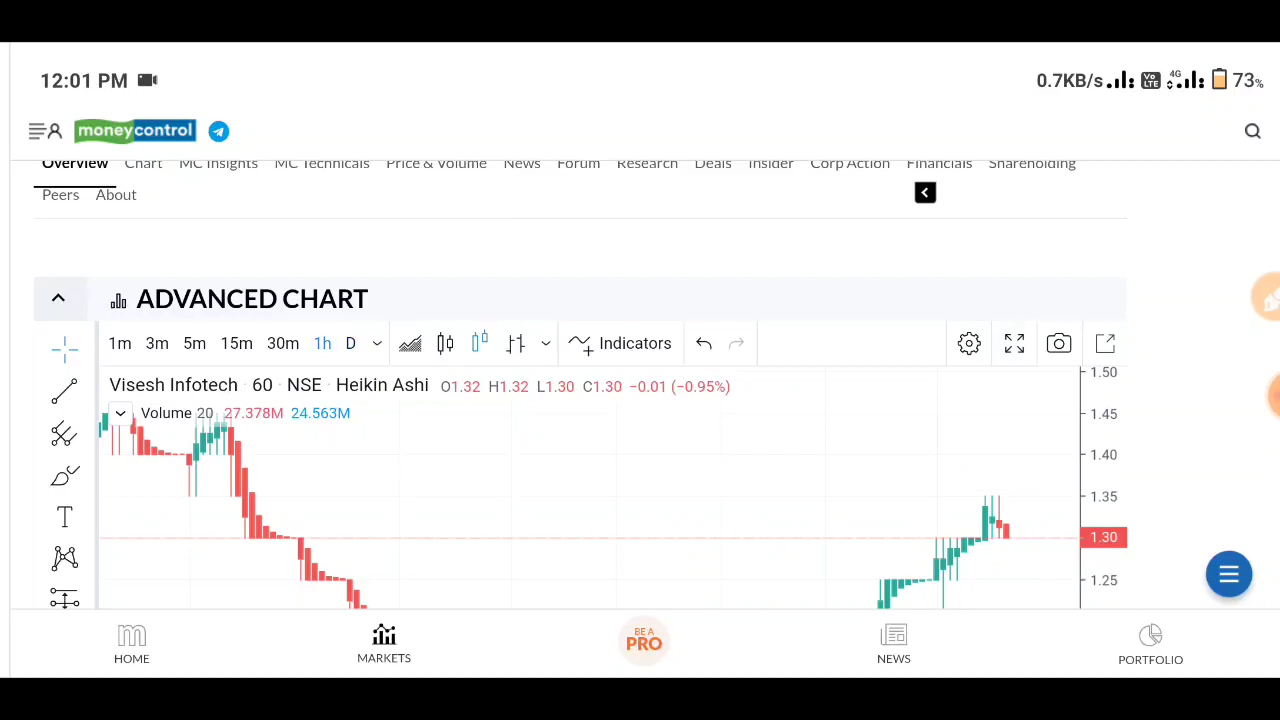 12:01 PM 0.7KB/s Vo LTE 4G 73%
moneycontrol
Overview Chart MC Insights MC Technicals Price & Volume News Forum Research Deals Insider Corp Action Financials Shareholding
Peers About
ADVANCED CHART
1m 3m 5m 15m 30m 1h D Indicators
Visesh Infotech · 60 · NSE · Heikin Ashi O1.32 H1.32 L1.30 C1.30 −0.01 (−0.95%)
Volume 20 27.378M 24.563M
1.50
1.45
1.40
1.35
1.30
1.25
HOME MARKETS BE A PRO NEWS PORTFOLIO